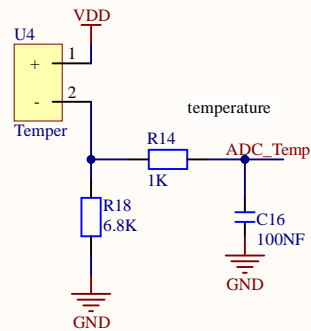 U4
VDD
+
1
-
2
Temper
temperature
R14
1K
ADC_Temp
R18
6.8K
C16
100NF
GND
GND